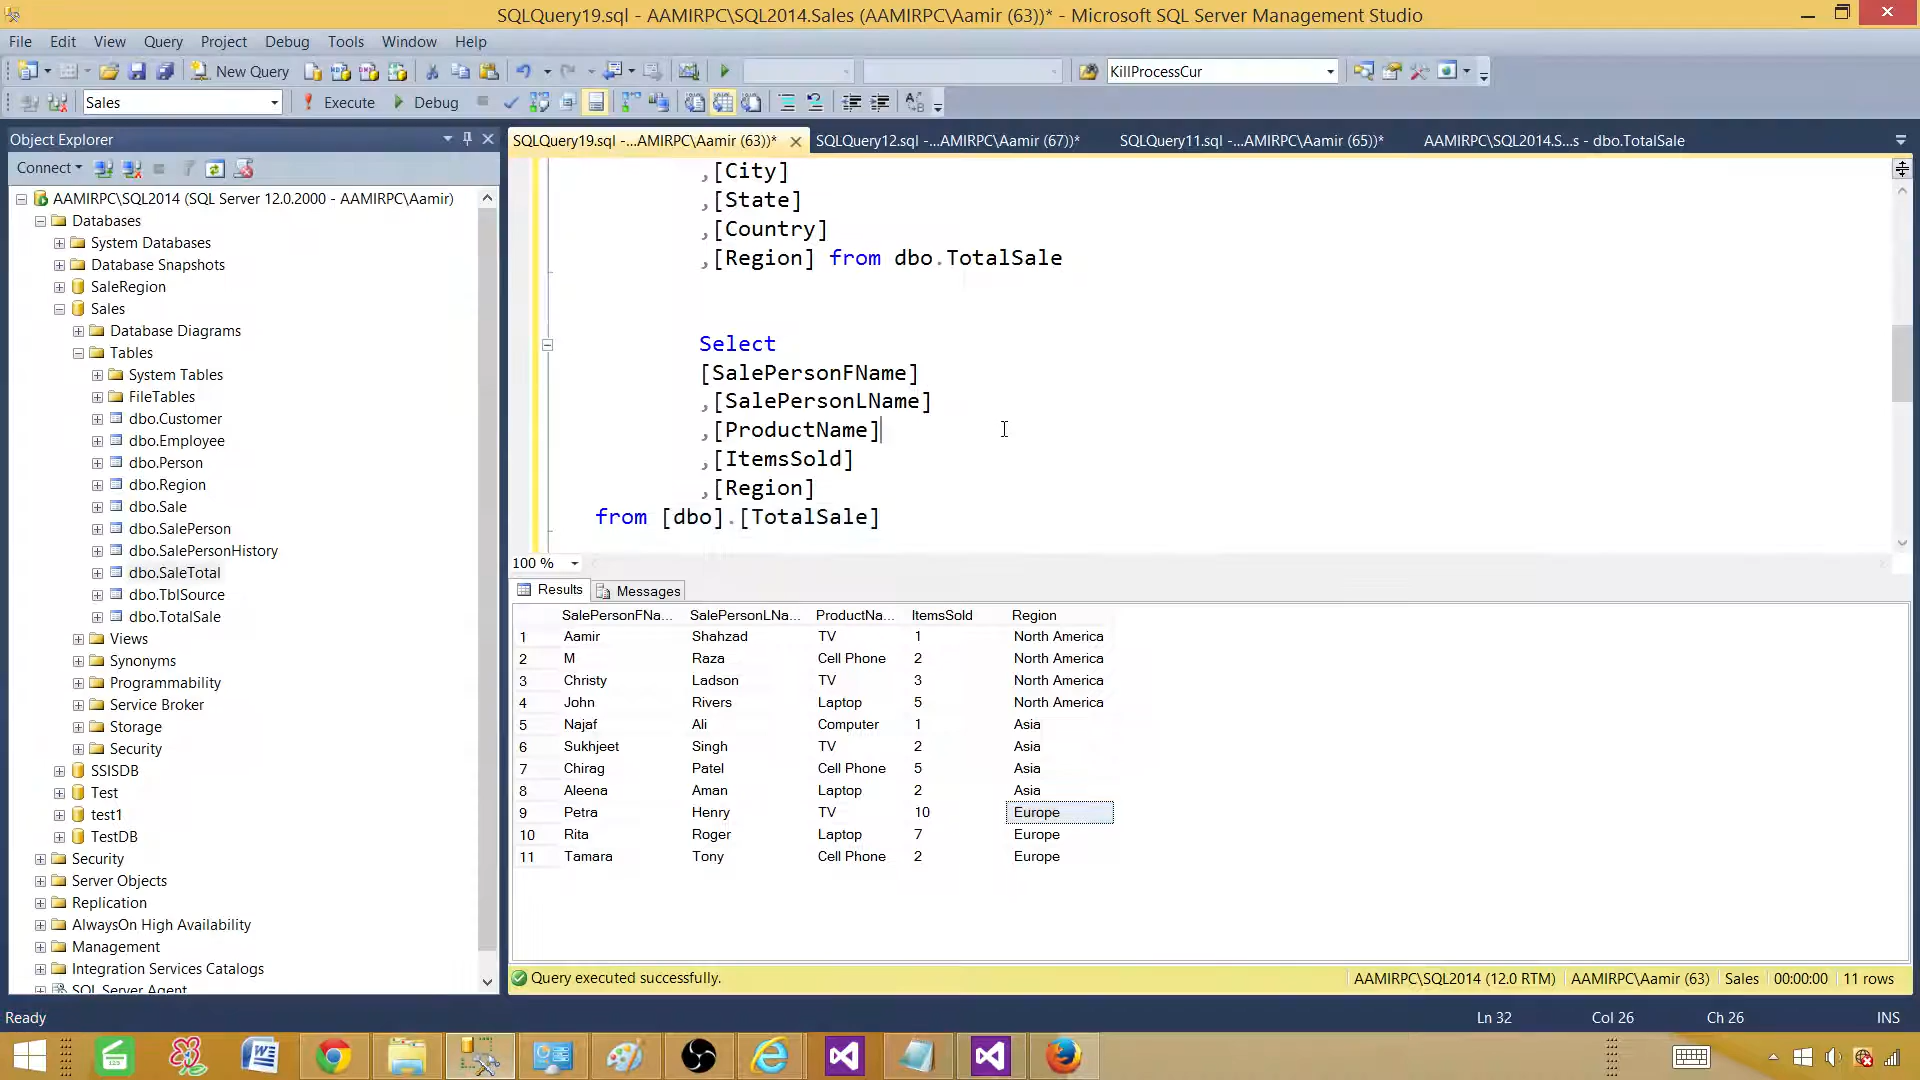 SQLQuery19.sql - AAMIRPC\SQL2014.Sales (AAMIRPC\Aamir (63))* - Microsoft SQL Server Management Studio
File Edit View Query Project Debug Tools Window Help
New Query KillProcessCur
Sales Execute Debug
Object Explorer
Connect
AAMIRPC\SQL2014 (SQL Server 12.0.2000 - AAMIRPC\Aamir)
Databases
System Databases
Database Snapshots
SaleRegion
Sales
Database Diagrams
Tables
System Tables
FileTables
dbo.Customer
dbo.Employee
dbo.Person
dbo.Region
dbo.Sale
dbo.SalePerson
dbo.SalePersonHistory
dbo.SaleTotal
dbo.TblSource
dbo.TotalSale
Views
Synonyms
Programmability
Service Broker
Storage
Security
SSISDB
Test
test1
TestDB
Security
Server Objects
Replication
AlwaysOn High Availability
Management
Integration Services Catalogs
SQL Server Agent
SQLQuery19.sql -...AMIRPC\Aamir (63))* SQLQuery12.sql -...AMIRPC\Aamir (67))* SQLQuery11.sql -...AMIRPC\Aamir (65))* AAMIRPC\SQL2014.S...s - dbo.TotalSale
,[City]
,[State]
,[Country]
,[Region] from dbo.TotalSale
Select
[SalePersonFName]
,[SalePersonLName]
,[ProductName]
,[ItemsSold]
,[Region]
from [dbo].[TotalSale]
100 %
Results Messages
SalePersonFNa... SalePersonLNa... ProductNa... ItemsSold Region
1 Aamir Shahzad TV 1 North America
2 M Raza Cell Phone 2 North America
3 Christy Ladson TV 3 North America
4 John Rivers Laptop 5 North America
5 Najaf Ali Computer 1 Asia
6 Sukhjeet Singh TV 2 Asia
7 Chirag Patel Cell Phone 5 Asia
8 Aleena Aman Laptop 2 Asia
9 Petra Henry TV 10 Europe
10 Rita Roger Laptop 7 Europe
11 Tamara Tony Cell Phone 2 Europe
Query executed successfully. AAMIRPC\SQL2014 (12.0 RTM) AAMIRPC\Aamir (63) Sales 00:00:00 11 rows
Ready Ln 32 Col 26 Ch 26 INS